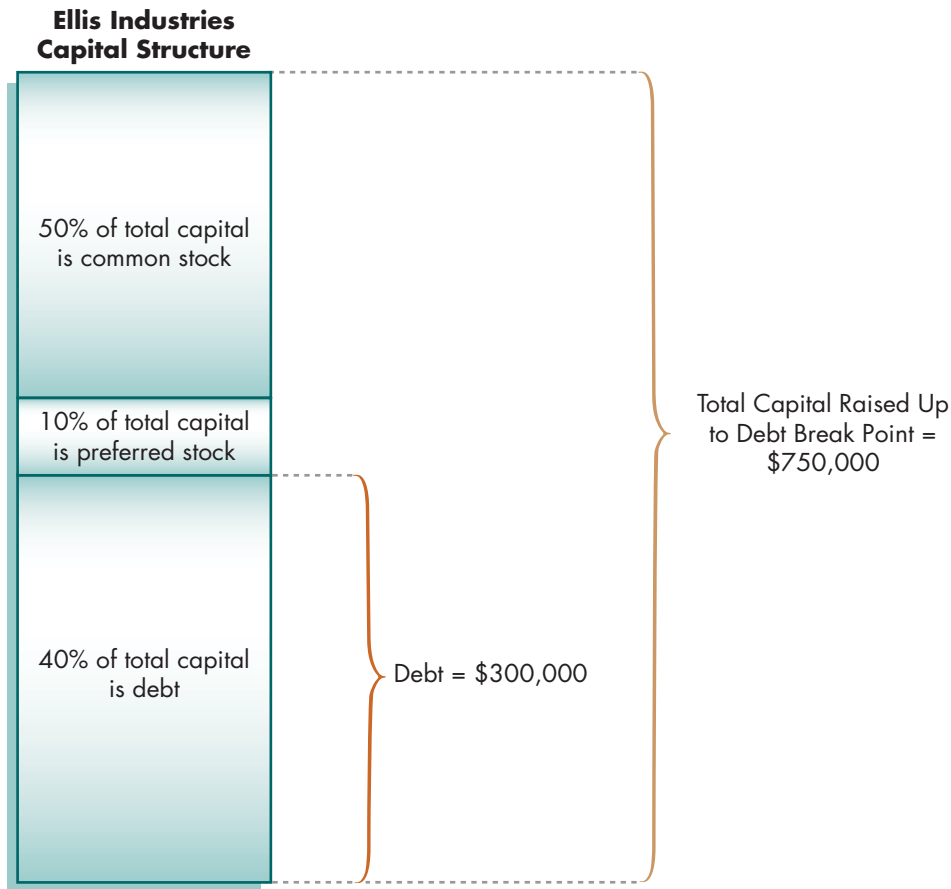 Ellis Industries
Capital Structure
50% of total capital
is common stock
10% of total capital
is preferred stock
Total Capital Raised Up
to Debt Break Point =
$750,000
40% of total capital
is debt
Debt = $300,000